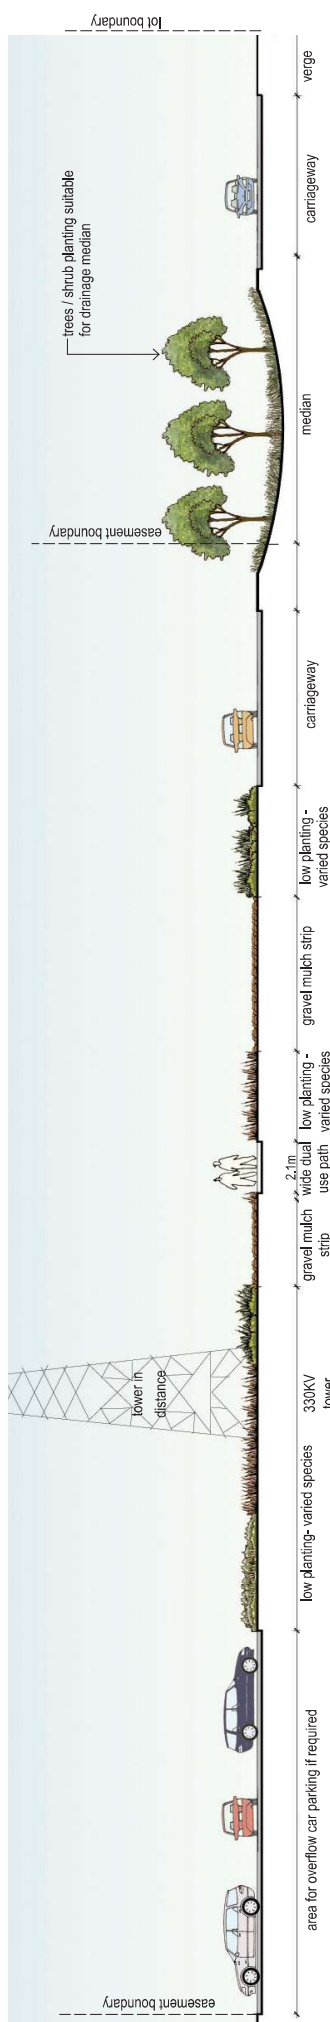 easement boundary
area for overflow car parking if required
low planting- varied species
tower in
distance
330KV
tower
gravel mulch
strip
2.1m
wide dual
use path
low planting -
varied species
gravel mulch strip
low planting -
varied species
carriageway
easement boundary
trees / shrub planting suitable
for drainage median
median
carriageway
verge
lot boundary